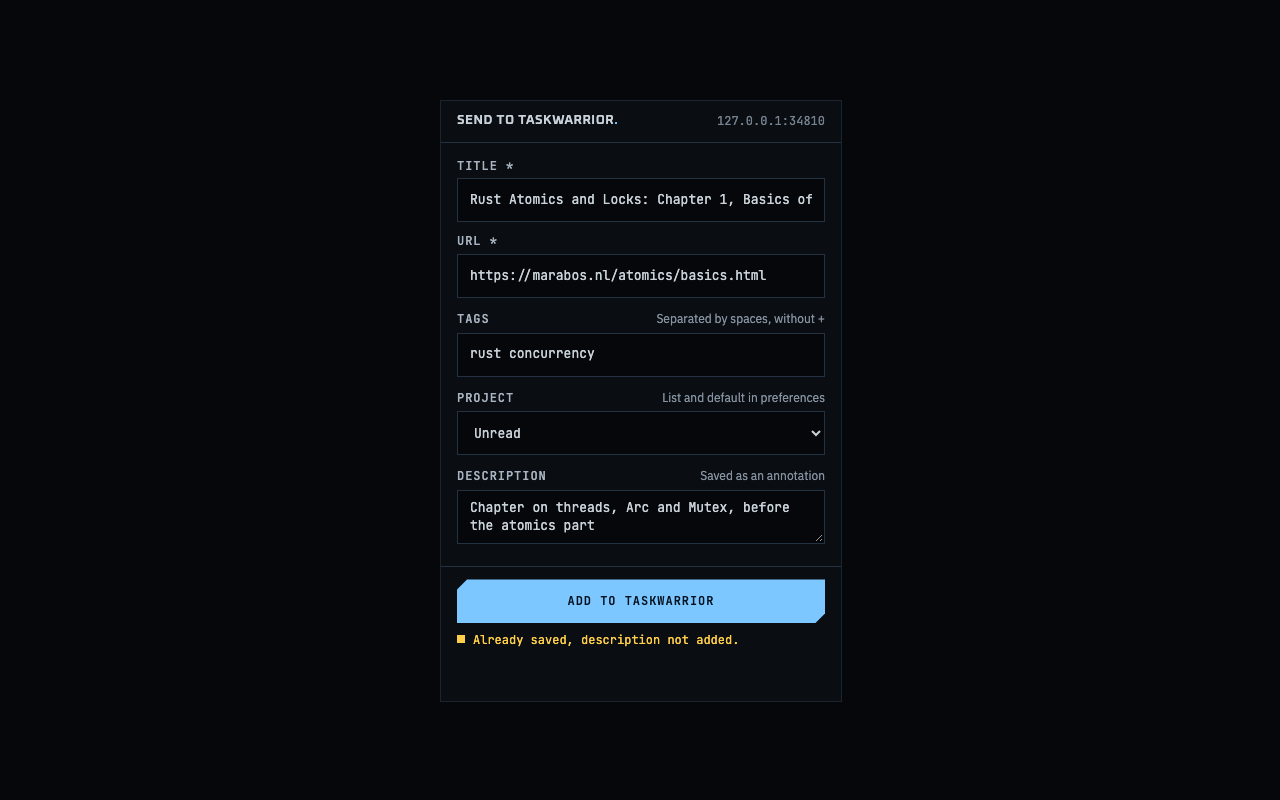 SEND TO TASKWARRIOR.
127.0.0.1:34810
TITLE *
Rust Atomics and Locks: Chapter 1, Basics of
URL *
https://marabos.nl/atomics/basics.html
TAGS
Separated by spaces, without +
rust concurrency
PROJECT
List and default in preferences
Unread
DESCRIPTION
Saved as an annotation
Chapter on threads, Arc and Mutex, before
the atomics part
ADD TO TASKWARRIOR
Already saved, description not added.